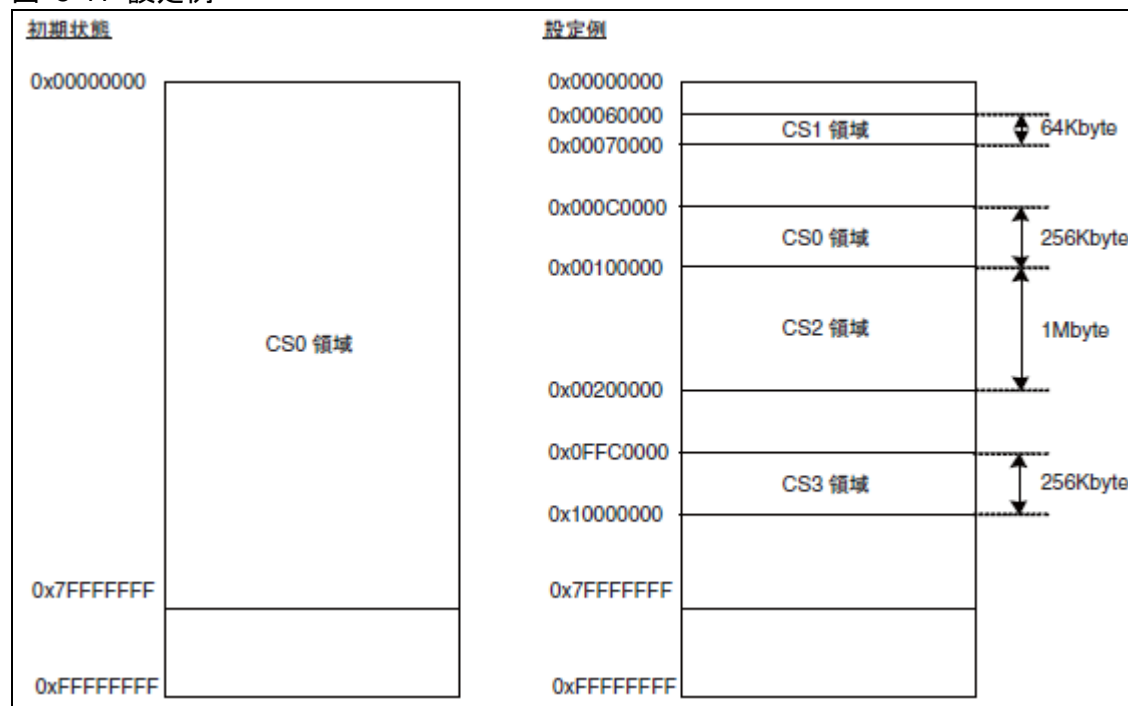 初期状態
0x00000000
CS0 領域
0x7FFFFFFF
0xFFFFFFFF
設定例
0x00000000
0x00060000
CS1 領域
64Kbyte
0x00070000
0x000C0000
CS0 領域
256Kbyte
0x00100000
CS2 領域
1Mbyte
0x00200000
0x0FFC0000
CS3 領域
256Kbyte
0x10000000
0x7FFFFFFF
0xFFFFFFFF